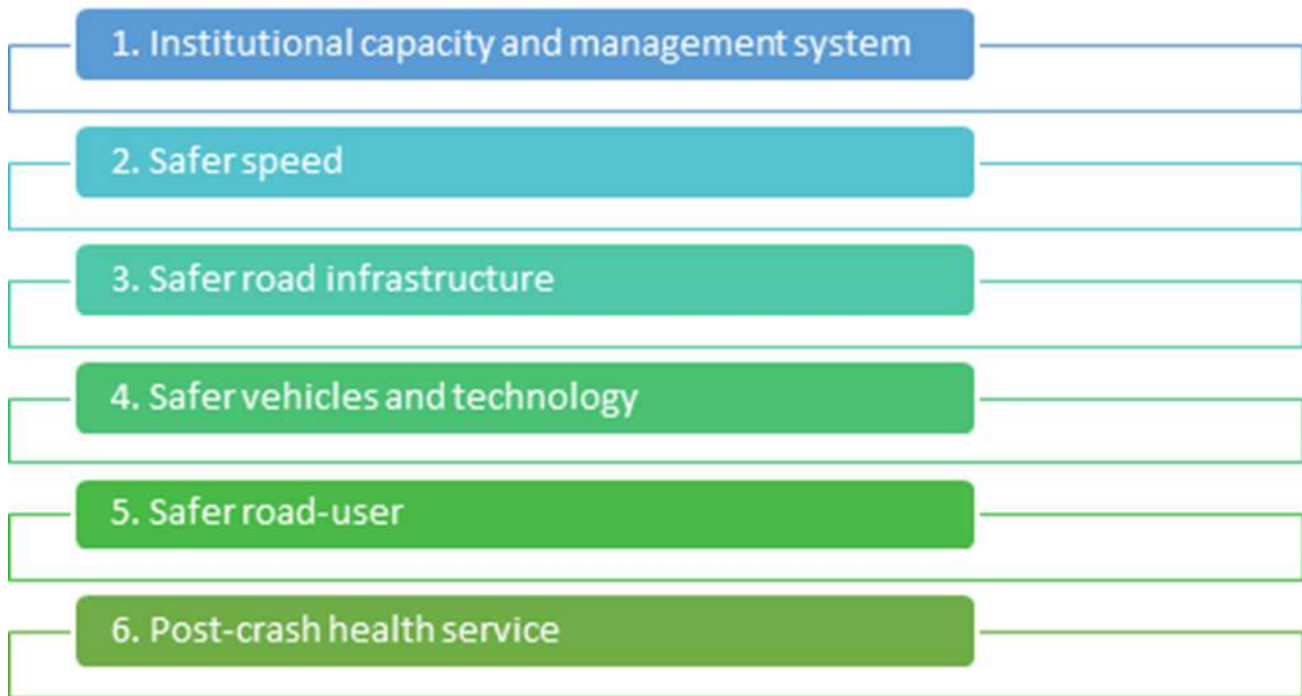 1. Institutional capacity and management system
2. Safer speed
3. Safer road infrastructure
4. Safer vehicles and technology
5. Safer road-user
6. Post-crash health service